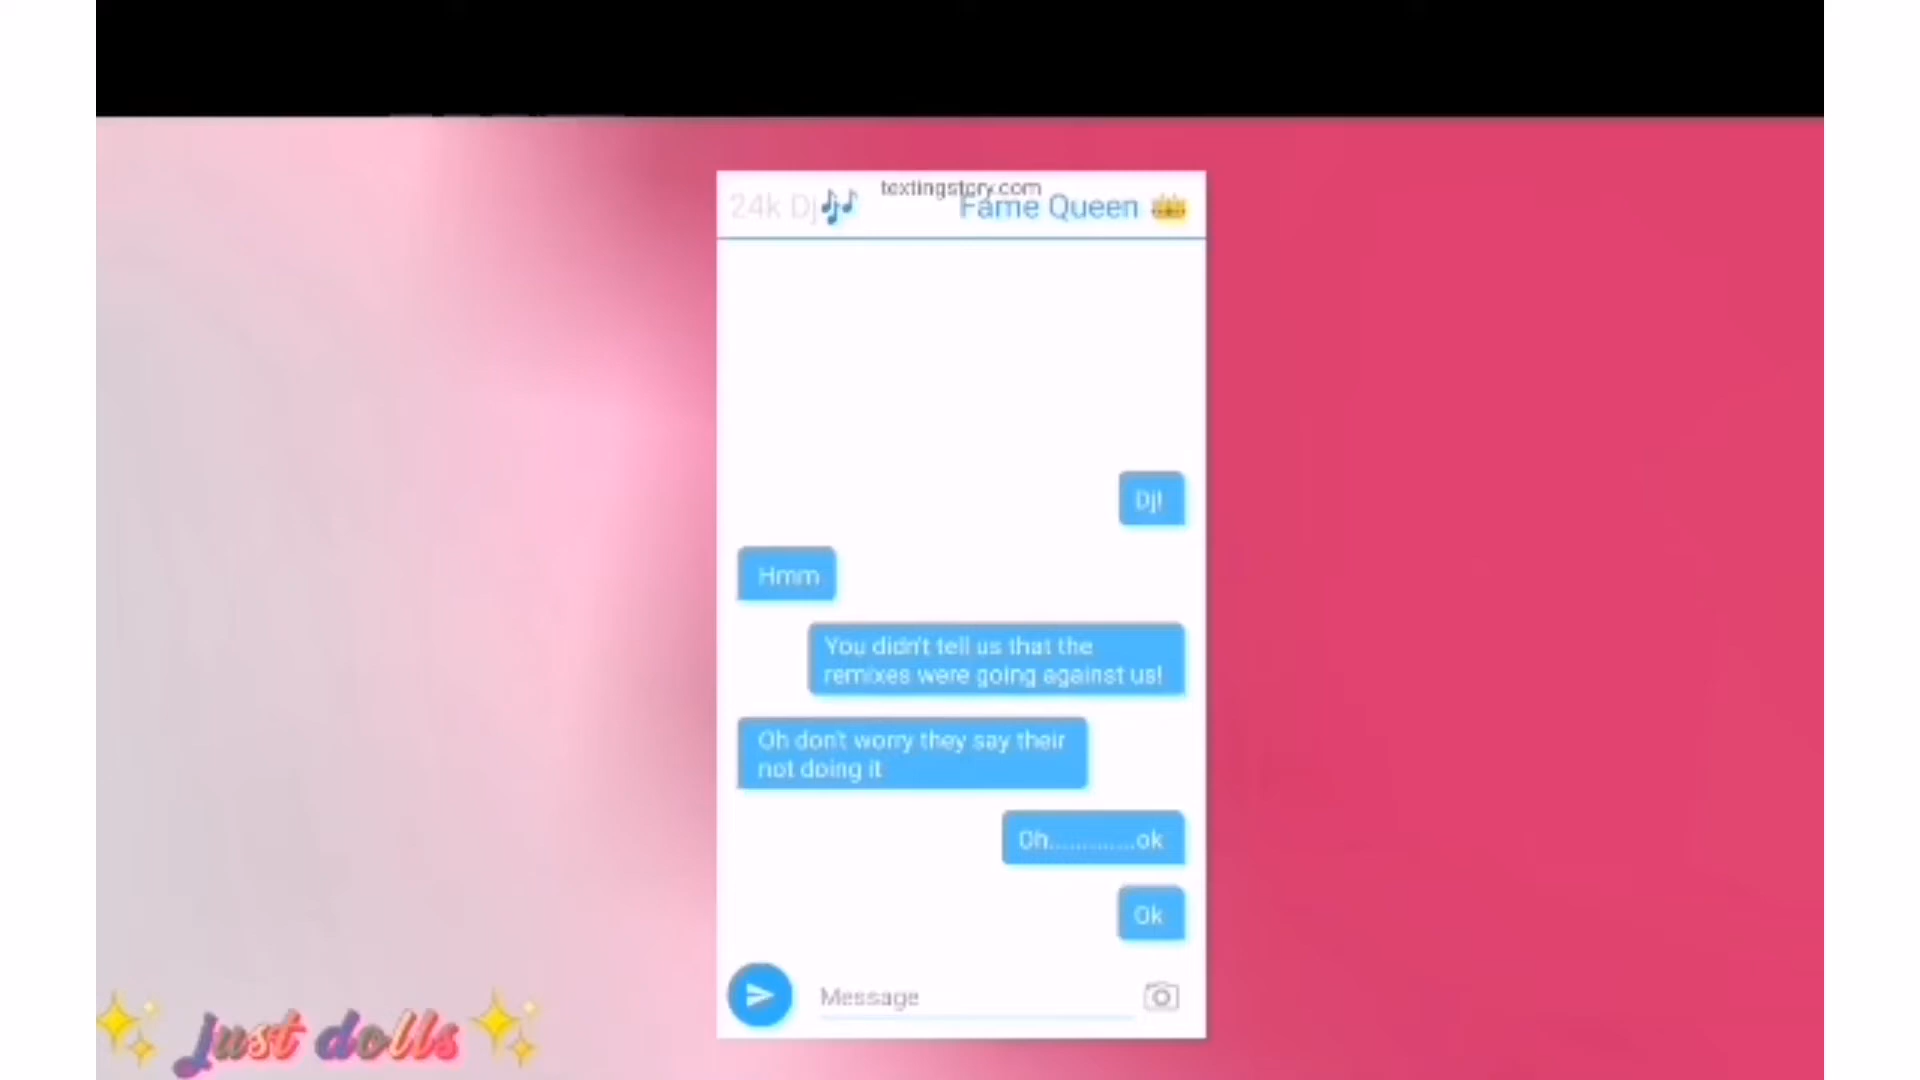 textingstory.com
24k Dj🎶 Fame Queen 👑
Dj!
Hmm
You didn't tell us that the
remixes were going against us!
Oh don't worry they say their
not doing it
Oh.............ok
Ok
Message
✨ just dolls ✨